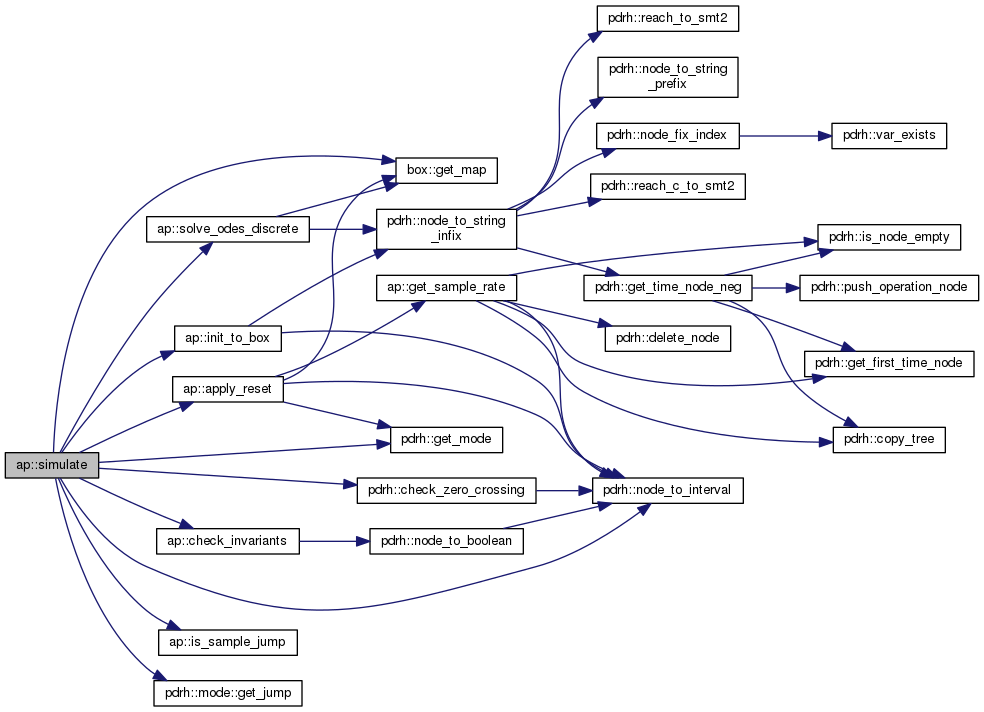 pdrh::reach_to_smt2
pdrh::node_to_string
_prefix
pdrh::node_fix_index
pdrh::var_exists
box::get_map
pdrh::reach_c_to_smt2
ap::solve_odes_discrete
pdrh::node_to_string
_infix
pdrh::is_node_empty
ap::get_sample_rate
pdrh::get_time_node_neg
pdrh::push_operation_node
ap::init_to_box
pdrh::delete_node
pdrh::get_first_time_node
ap::apply_reset
pdrh::get_mode
pdrh::copy_tree
ap::simulate
pdrh::check_zero_crossing
pdrh::node_to_interval
ap::check_invariants
pdrh::node_to_boolean
ap::is_sample_jump
pdrh::mode::get_jump